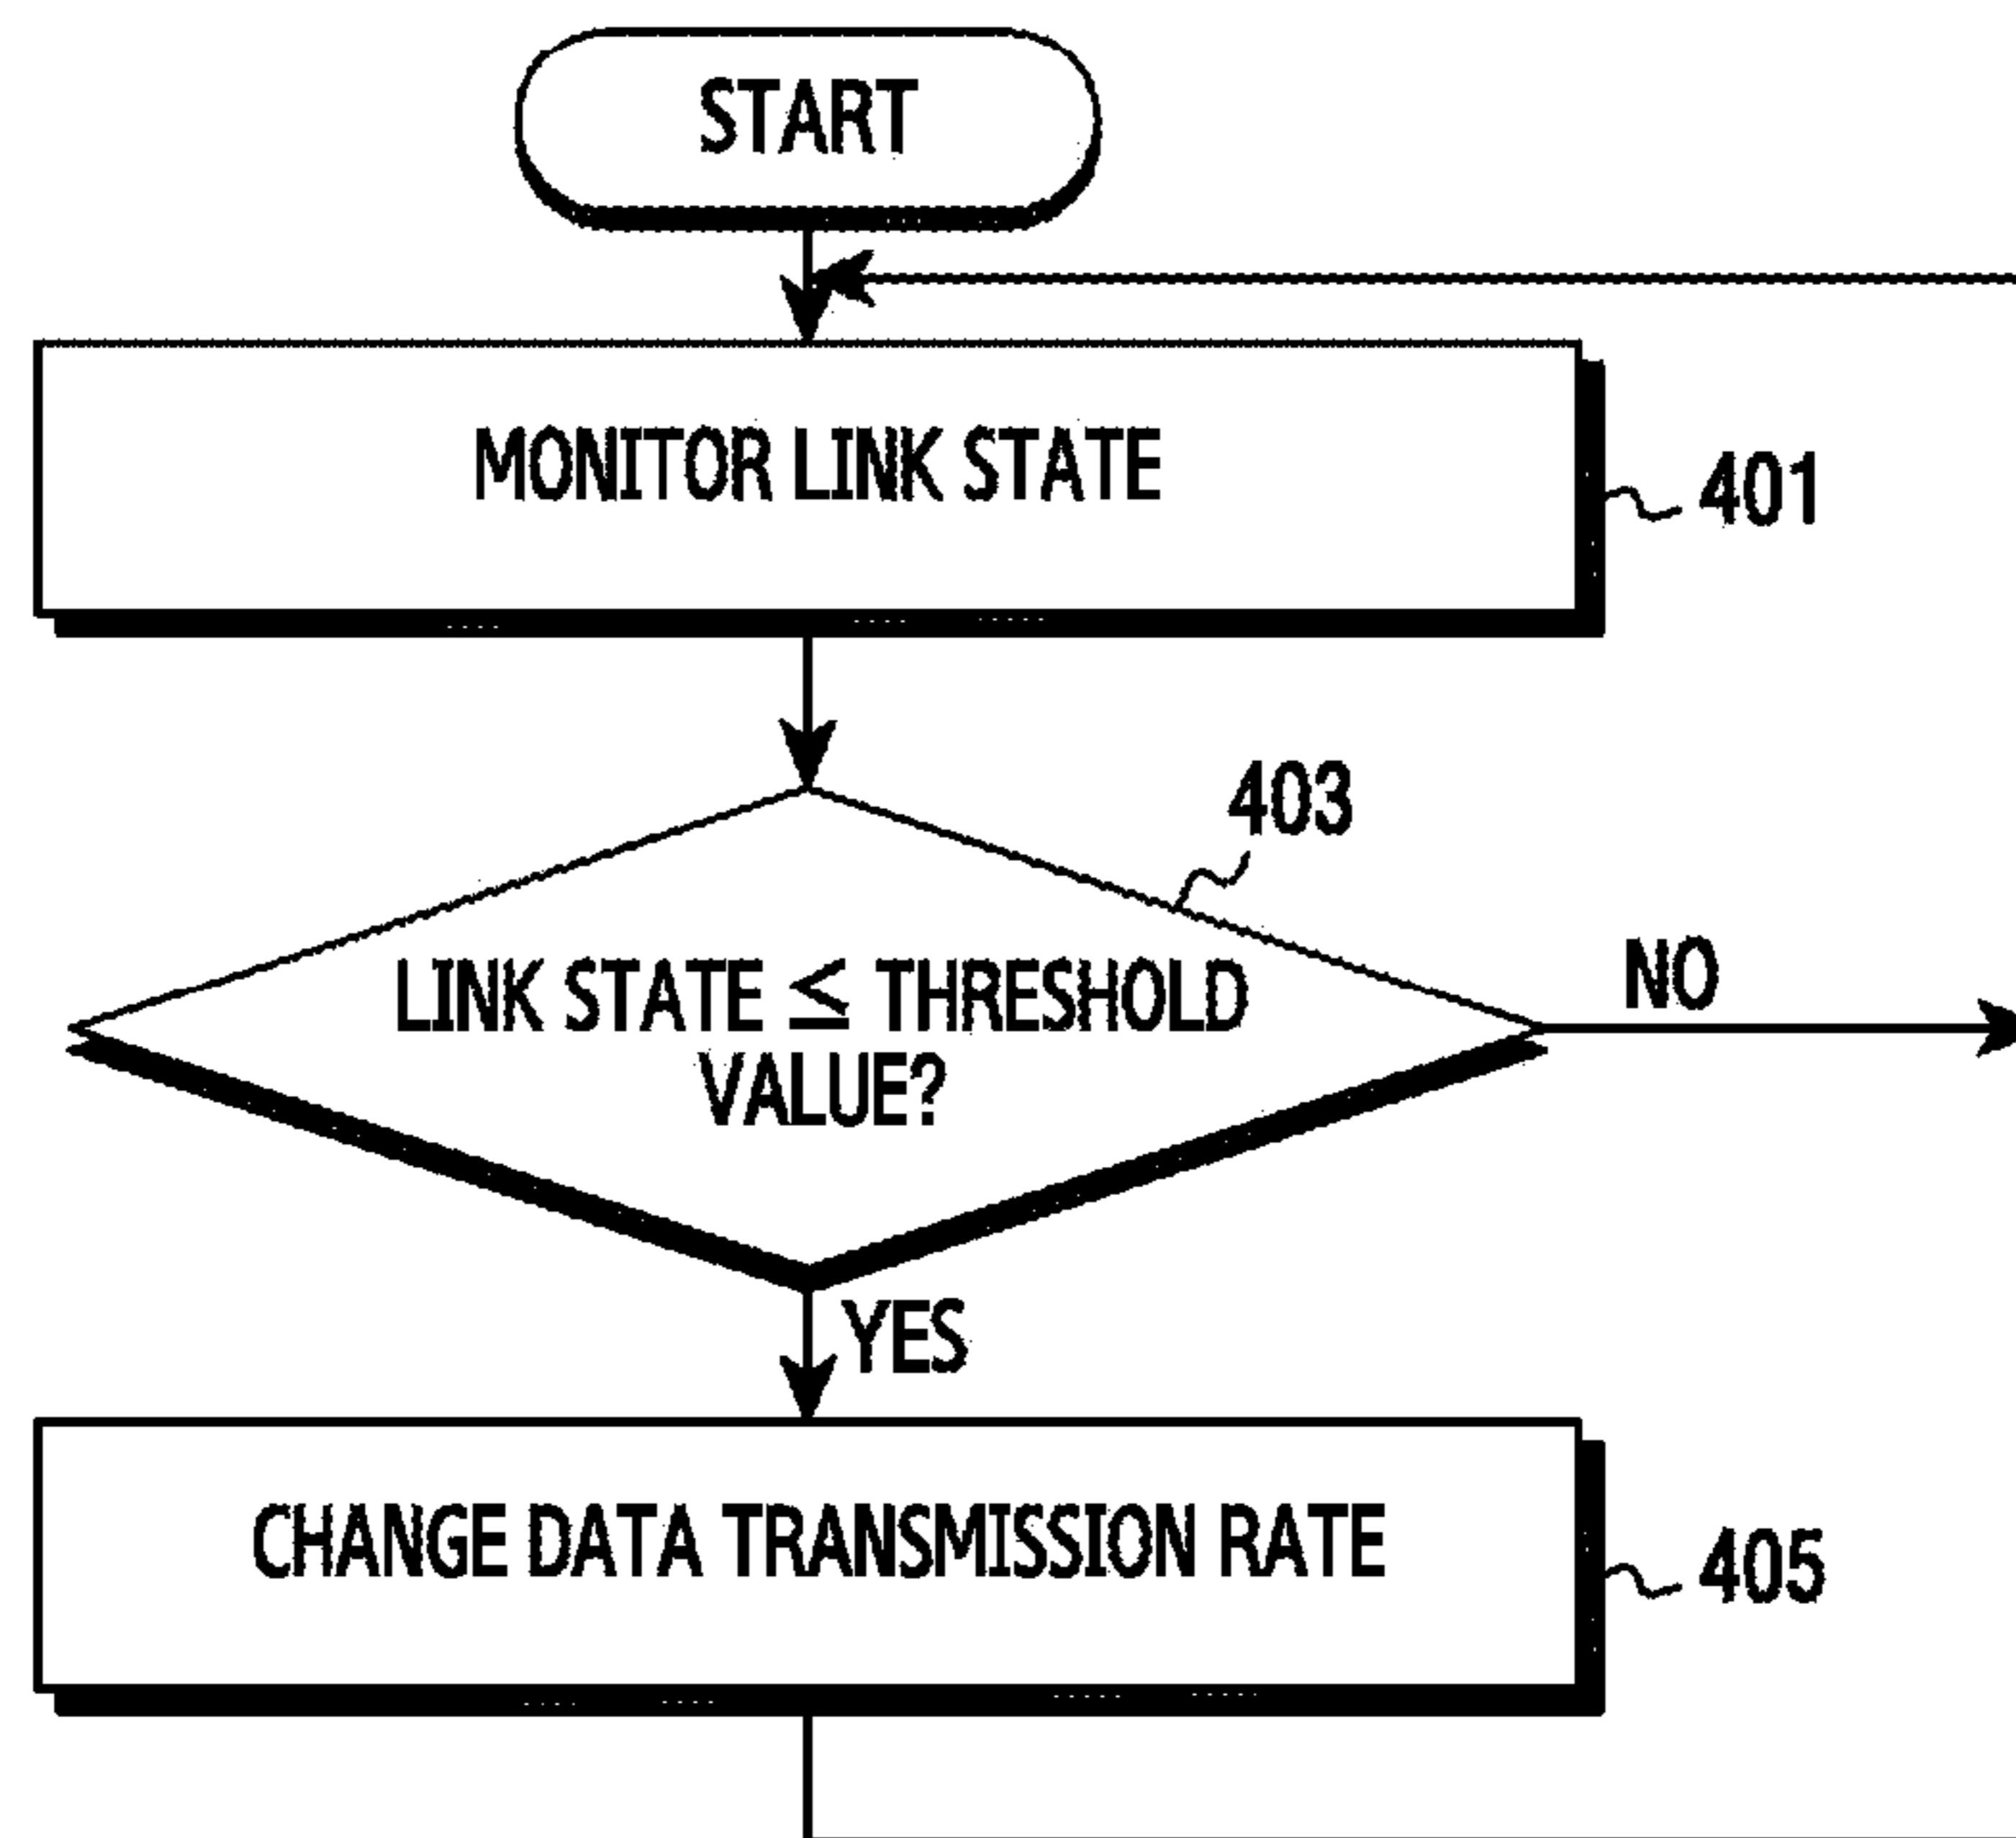 START
MONITOR LINK STATE
401
403
LINK STATE ≤ THRESHOLD
VALUE?
NO
YES
CHANGE DATA TRANSMISSION RATE
405